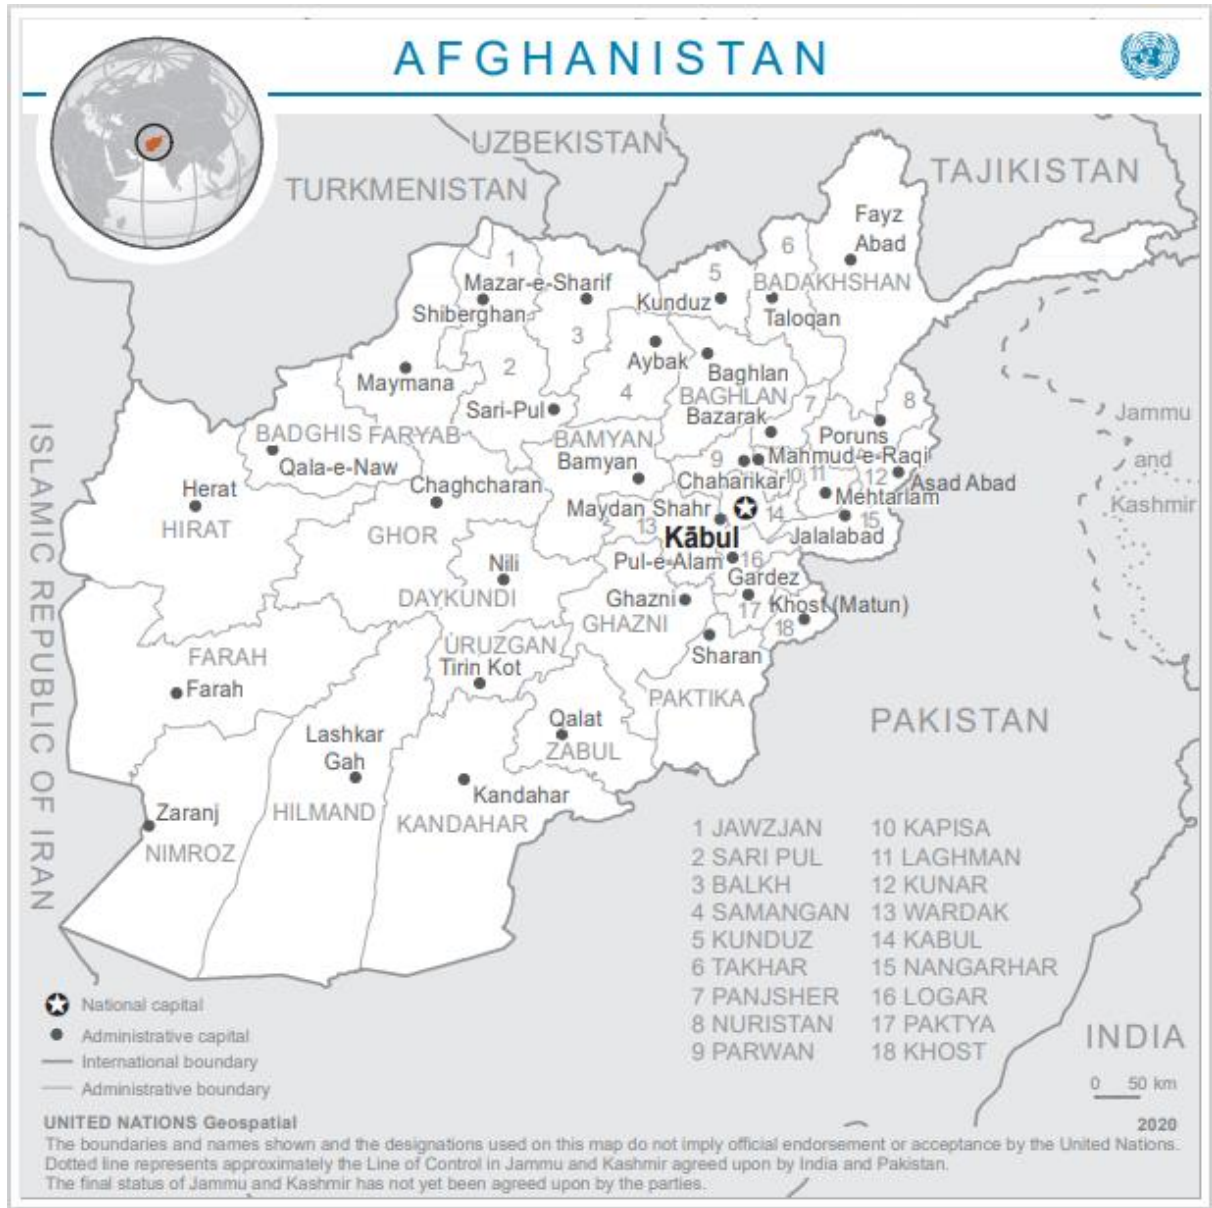 AFGHANISTAN
UZBEKISTAN
TURKMENISTAN
TAJIKISTAN
Fayz
Abad
6
1
5
BADAKHSHAN
Mazar-e-Sharif
Kunduz
Shiberghan
Taloqan
3
Aybak
2
Baghlan
Maymana
4
BAGHLAN
7
8
Sari-Pul
Bazarak
Jammu
BADGHIS
FARYAB
BAMYAN
Poruns
Qala-e-Naw
Bamyan
9
Mahmud-e-Raqi
and
Chaharikar
10
11
12
Asad Abad
Herat
Chaghcharan
Mehtarlam
Kashmir
HIRAT
GHOR
Maydan Shahr
13
14
15
Kābul
Jalalabad
Nili
Pul-e-Alam
16
Gardez
DAYKUNDI
Ghazni
17
Khost (Matun)
GHAZNI
18
FARAH
URUZGAN
Sharan
Tirin Kot
Farah
PAKTIKA
ISLAMIC REPUBLIC OF IRAN
PAKISTAN
Lashkar
Gah
Qalat
ZABUL
Kandahar
Zaranj
HILMAND
KANDAHAR
NIMROZ
1 JAWZJAN
2 SARI PUL
3 BALKH
4 SAMANGAN
5 KUNDUZ
6 TAKHAR
7 PANJSHER
8 NURISTAN
9 PARWAN
10 KAPISA
11 LAGHMAN
12 KUNAR
13 WARDAK
14 KABUL
15 NANGARHAR
16 LOGAR
17 PAKTYA
18 KHOST
INDIA
National capital
Administrative capital
International boundary
Administrative boundary
0 50 km
UNITED NATIONS Geospatial
2020
The boundaries and names shown and the designations used on this map do not imply official endorsement or acceptance by the United Nations.
Dotted line represents approximately the Line of Control in Jammu and Kashmir agreed upon by India and Pakistan.
The final status of Jammu and Kashmir has not yet been agreed upon by the parties.